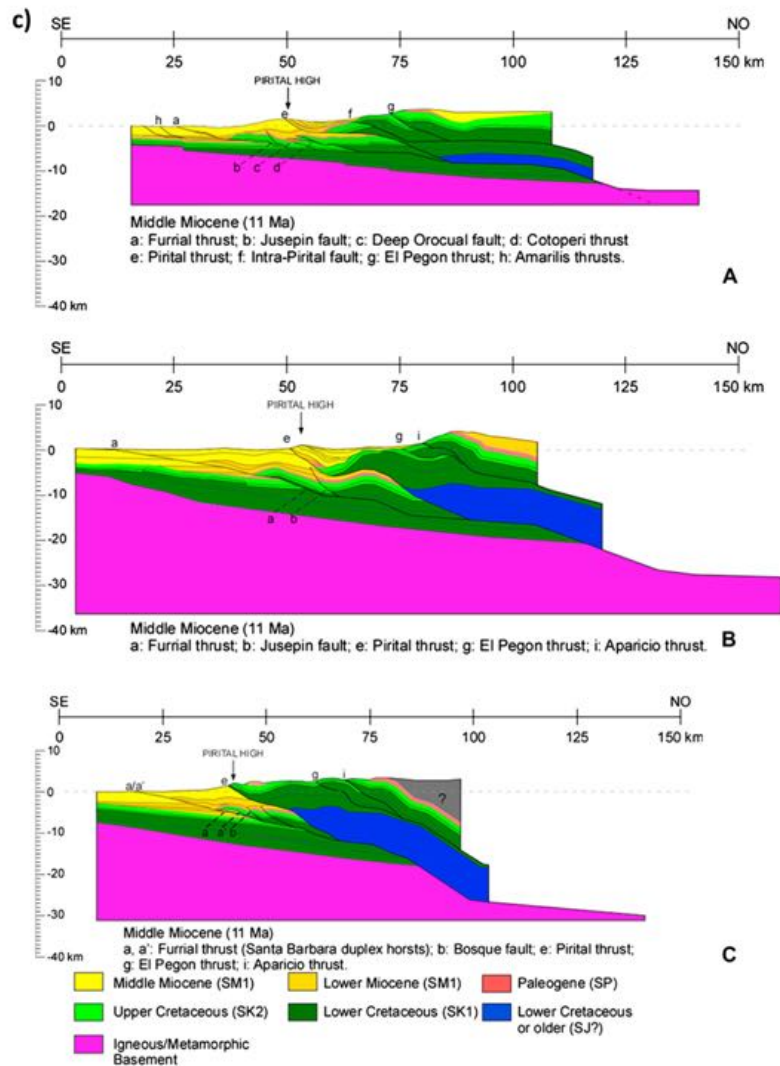 c)
SE NO
0 25 50 75 100 125 150 km
PIRITAL HIGH
10
0
-10
-20
-30
-40 km
h a e f g
b c d
Middle Miocene (11 Ma)
a: Furrial thrust; b: Jusepin fault; c: Deep Orocual fault; d: Cotoperi thrust
e: Pirital thrust; f: Intra-Pirital fault; g: El Pegon thrust; h: Amarilis thrusts.
A
SE NO
0 25 50 75 100 125 150 km
PIRITAL HIGH
10
0
-10
-20
-30
-40 km
a e g i
a b
Middle Miocene (11 Ma)
a: Furrial thrust; b: Jusepin fault; e: Pirital thrust; g: El Pegon thrust; i: Aparicio thrust.
B
SE NO
0 25 50 75 100 125 150 km
PIRITAL HIGH
10
0
-10
-20
-30
-40 km
a/a' e g i
?
a a' b
Middle Miocene (11 Ma)
a, a': Furrial thrust (Santa Barbara duplex horsts); b: Bosque fault; e: Pirital thrust;
g: El Pegon thrust; i: Aparicio thrust.
C
Middle Miocene (SM1) Lower Miocene (SM1) Paleogene (SP)
Upper Cretaceous (SK2) Lower Cretaceous (SK1) Lower Cretaceous
or older (SJ?)
Igneous/Metamorphic
Basement